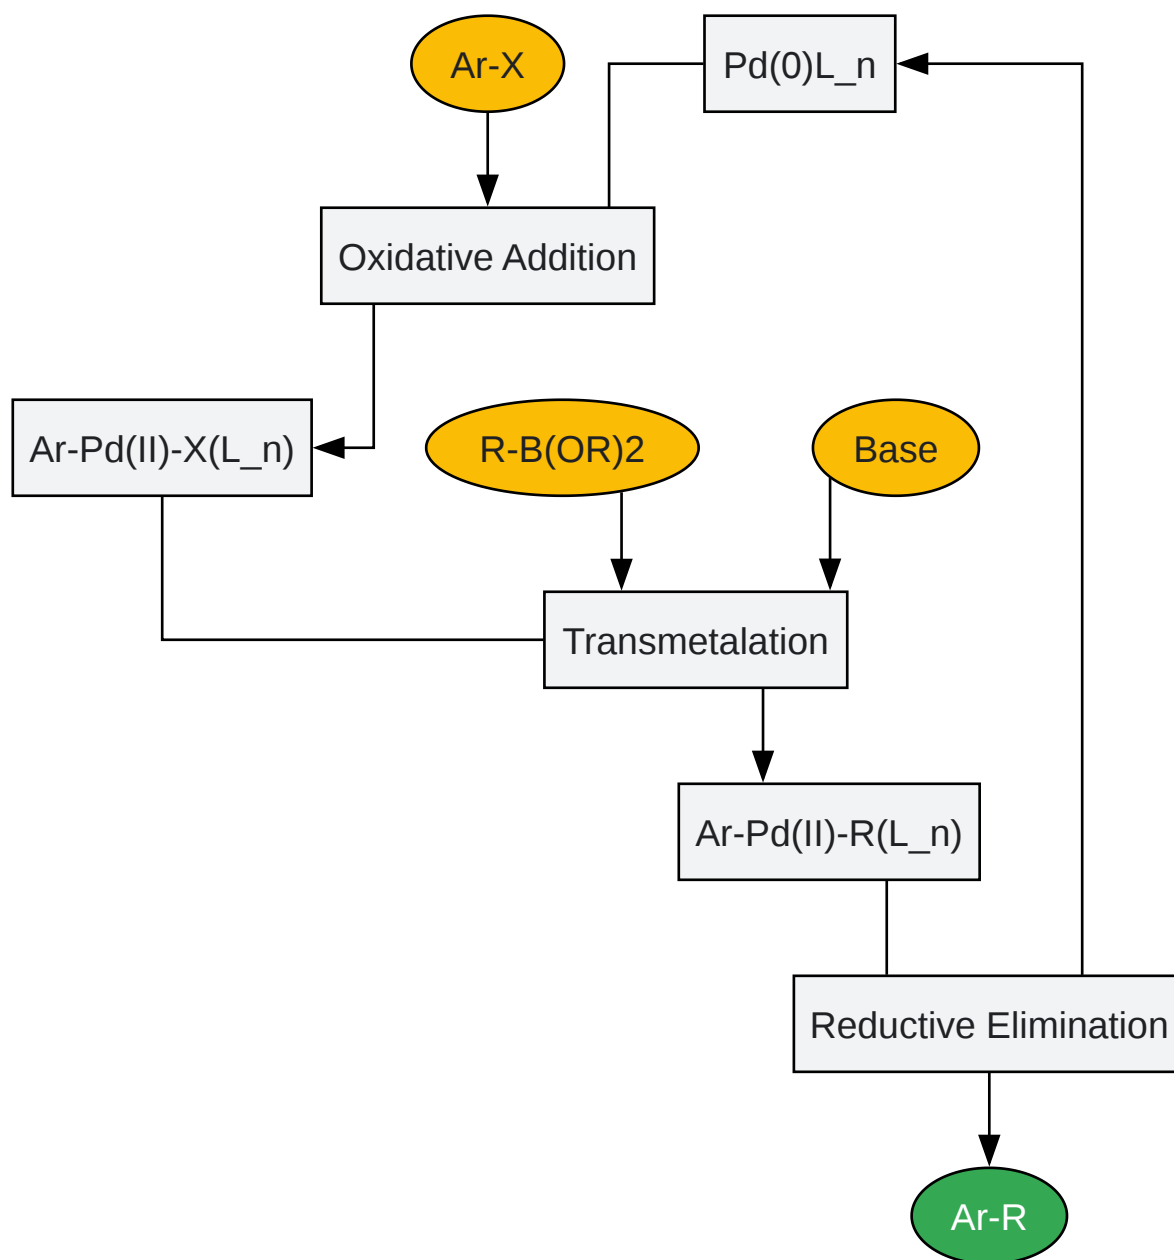 Ar-X
Pd(0)L_n
Oxidative Addition
Ar-Pd(II)-X(L_n)
R-B(OR)2
Base
Transmetalation
Ar-Pd(II)-R(L_n)
Reductive Elimination
Ar-R